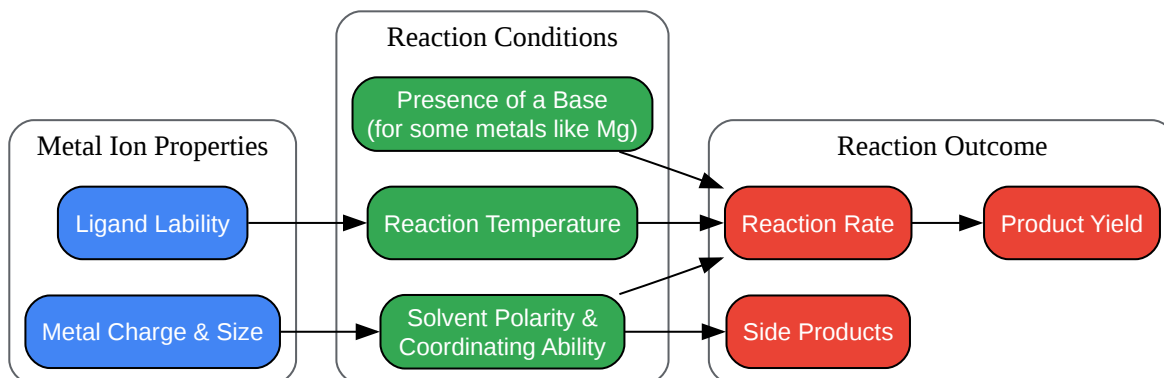 Reaction Conditions
Presence of a Base
(for some metals like Mg)
Metal Ion Properties
Reaction Outcome
Ligand Lability
Reaction Temperature
Reaction Rate
Product Yield
Metal Charge & Size
Solvent Polarity &
Coordinating Ability
Side Products